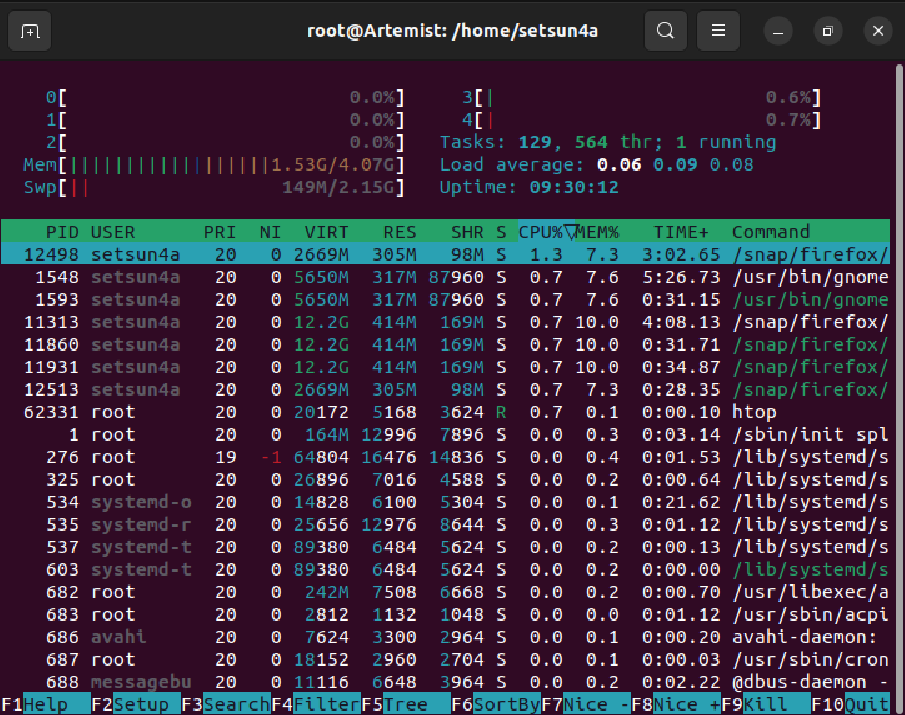 root@Artemist: /home/setsun4a
0[ 0.0%] 3[| 0.6%]
1[ 0.0%] 4[| 0.7%]
2[ 0.0%] Tasks: 129, 564 thr; 1 running
Mem[||||||||||||||||||1.53G/4.07G] Load average: 0.06 0.09 0.08
Swp[|| 149M/2.15G] Uptime: 09:30:12
PID USER PRI NI VIRT RES SHR S CPU%▽MEM% TIME+ Command
12498 setsun4a 20 0 2669M 305M 98M S 1.3 7.3 3:02.65 /snap/firefox/
1548 setsun4a 20 0 5650M 317M 87960 S 0.7 7.6 5:26.73 /usr/bin/gnome
1593 setsun4a 20 0 5650M 317M 87960 S 0.7 7.6 0:31.15 /usr/bin/gnome
11313 setsun4a 20 0 12.2G 414M 169M S 0.7 10.0 4:08.13 /snap/firefox/
11860 setsun4a 20 0 12.2G 414M 169M S 0.7 10.0 0:31.71 /snap/firefox/
11931 setsun4a 20 0 12.2G 414M 169M S 0.7 10.0 0:34.87 /snap/firefox/
12513 setsun4a 20 0 2669M 305M 98M S 0.7 7.3 0:28.35 /snap/firefox/
62331 root 20 0 20172 5168 3624 R 0.7 0.1 0:00.10 htop
1 root 20 0 164M 12996 7896 S 0.0 0.3 0:03.14 /sbin/init spl
276 root 19 -1 64804 16476 14836 S 0.0 0.4 0:01.53 /lib/systemd/s
325 root 20 0 26896 7016 4588 S 0.0 0.2 0:00.64 /lib/systemd/s
534 systemd-o 20 0 14828 6100 5304 S 0.0 0.1 0:21.62 /lib/systemd/s
535 systemd-r 20 0 25656 12976 8644 S 0.0 0.3 0:01.12 /lib/systemd/s
537 systemd-t 20 0 89380 6484 5624 S 0.0 0.2 0:00.13 /lib/systemd/s
603 systemd-t 20 0 89380 6484 5624 S 0.0 0.2 0:00.00 /lib/systemd/s
682 root 20 0 242M 7508 6668 S 0.0 0.2 0:00.70 /usr/libexec/a
683 root 20 0 2812 1132 1048 S 0.0 0.0 0:01.12 /usr/sbin/acpi
686 avahi 20 0 7624 3300 2964 S 0.0 0.1 0:00.20 avahi-daemon:
687 root 20 0 18152 2960 2704 S 0.0 0.1 0:00.03 /usr/sbin/cron
688 messagebu 20 0 11116 6648 3964 S 0.0 0.2 0:02.22 @dbus-daemon -
F1Help F2Setup F3SearchF4FilterF5Tree F6SortByF7Nice -F8Nice +F9Kill F10Quit